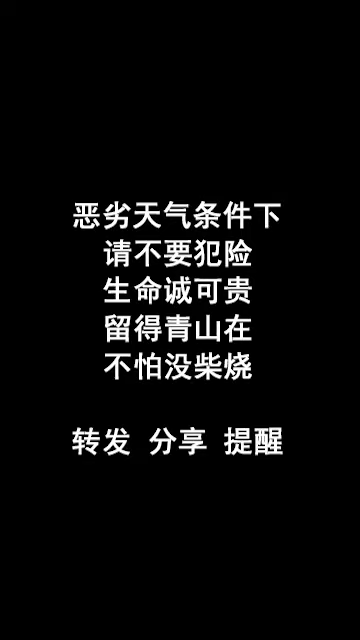 恶劣天气条件下
请不要犯险
生命诚可贵
留得青山在
不怕没柴烧
转发 分享 提醒